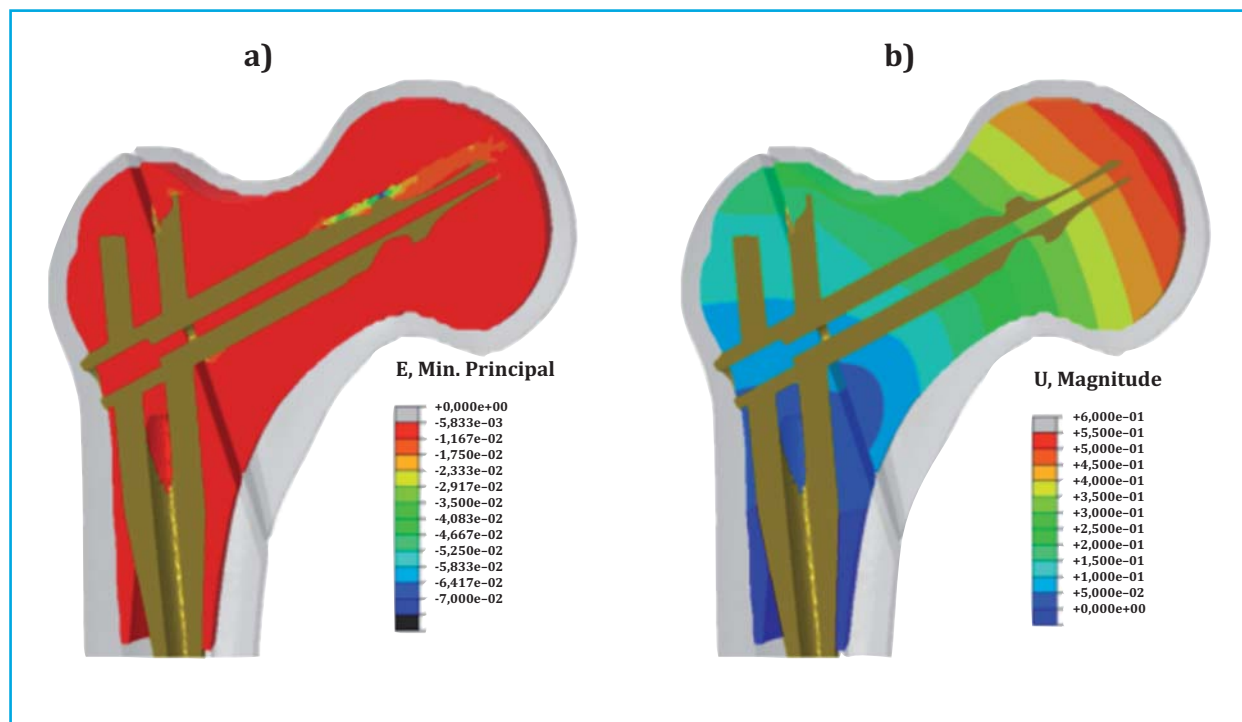 a)
b)
E, Min. Principal
+0,000e+00
-5,833e-03
-1,167e-02
-1,750e-02
-2,333e-02
-2,917e-02
-3,500e-02
-4,083e-02
-4,667e-02
-5,250e-02
-5,833e-02
-6,417e-02
-7,000e-02
U, Magnitude
+6,000e-01
+5,500e-01
+5,000e-01
+4,500e-01
+4,000e-01
+3,500e-01
+3,000e-01
+2,500e-01
+2,000e-01
+1,500e-01
+1,000e-01
+5,000e-02
+0,000e+00